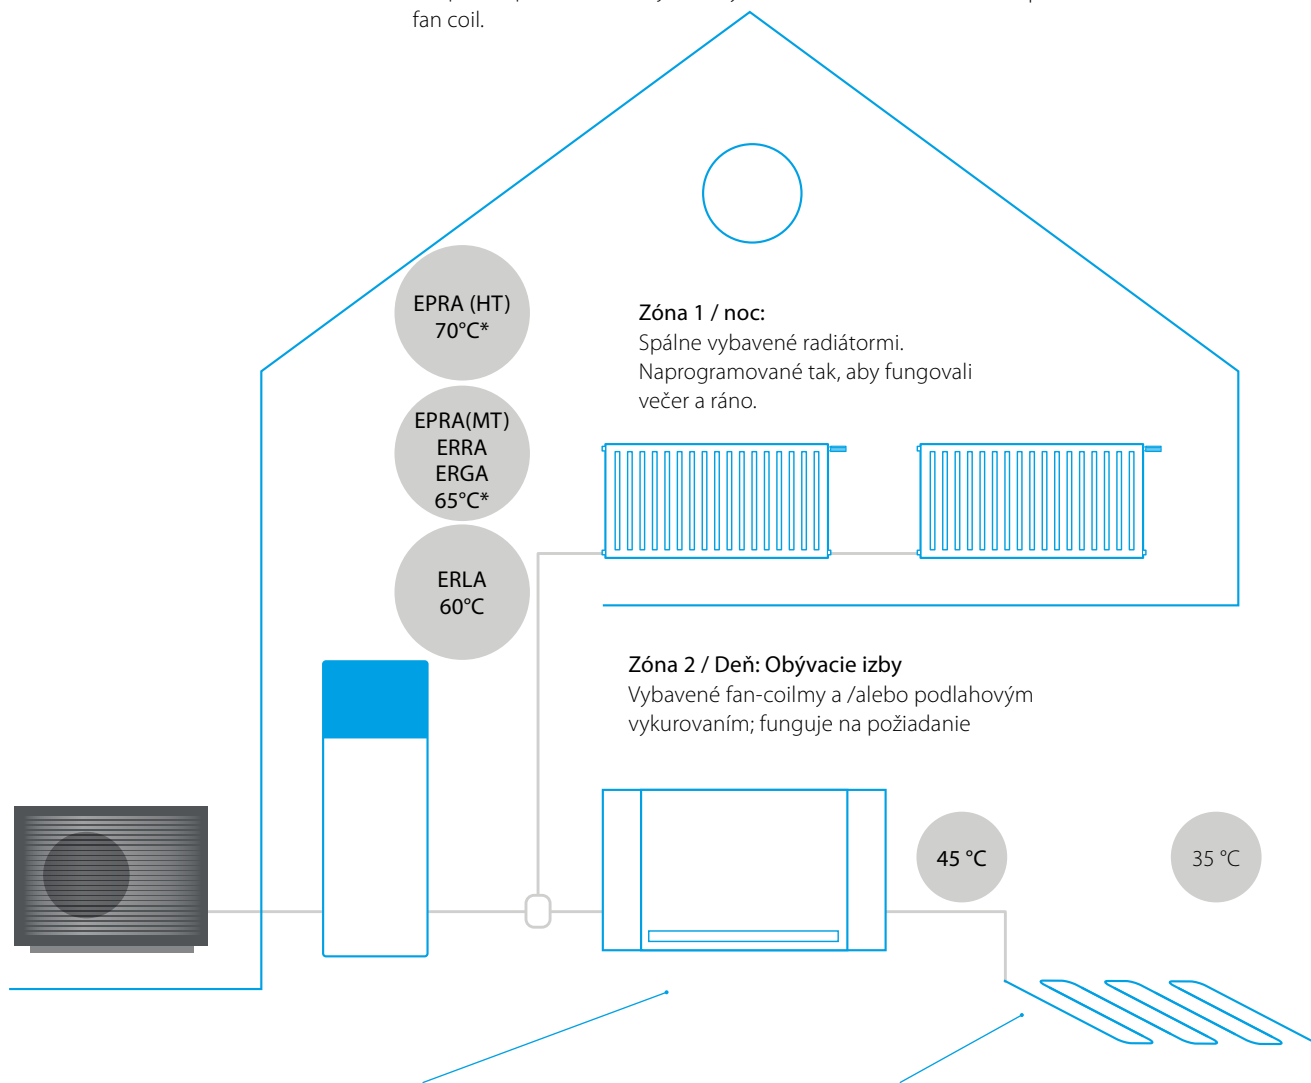 fan coil.
EPRA (HT)
70°C*
EPRA(MT)
ERRA
ERGA
65°C*
ERLA
60°C
Zóna 1 / noc:
Spálne vybavené radiátormi.
Naprogramované tak, aby fungovali
večer a ráno.
Zóna 2 / Deň: Obývacie izby
Vybavené fan-coilmy a /alebo podlahovým
vykurovaním; funguje na požiadanie
45 °C
35 °C